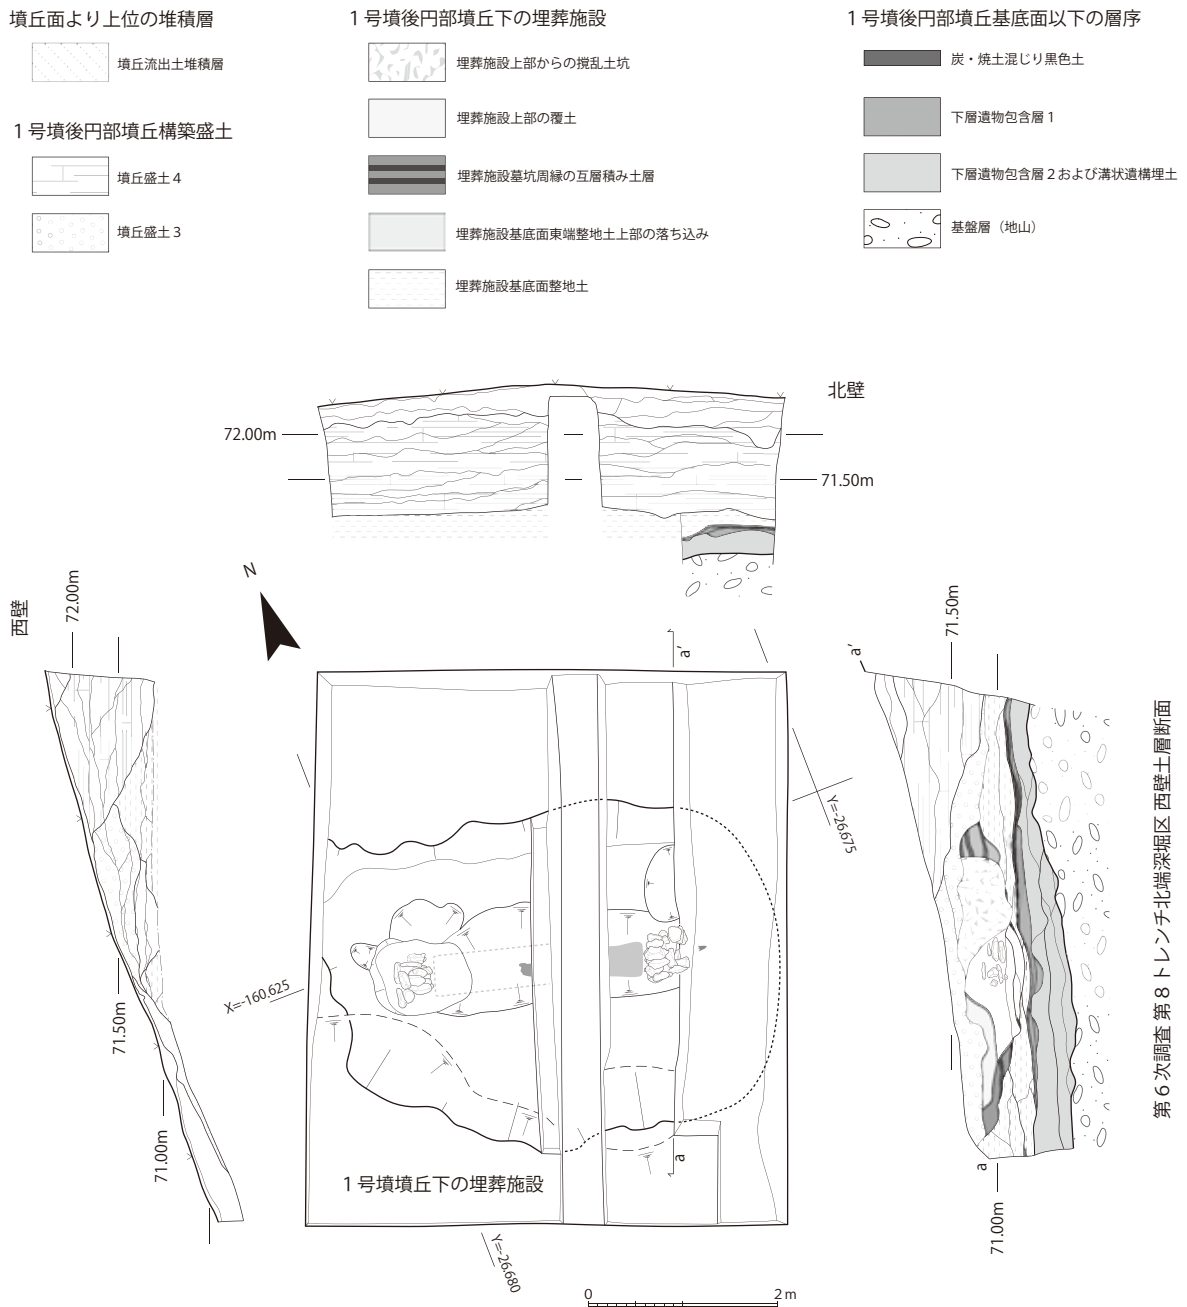 墳丘面より上位の堆積層
墳丘流出土堆積層
1号墳後円部墳丘構築盛土
墳丘盛土4
墳丘盛土3
1号墳後円部墳丘下の埋葬施設
埋葬施設上部からの撹乱土坑
埋葬施設上部の覆土
埋葬施設墓坑周縁の互層積み土層
埋葬施設基底面東端整地土上部の落ち込み
埋葬施設基底面整地土
1号墳後円部墳丘基底面以下の層序
炭・焼土混じり黒色土
下層遺物包含層1
下層遺物包含層2および溝状遺構埋土
基盤層（地山）
北壁
72.00m
71.50m
N
西壁
72.00m
71.50m
71.00m
a'
a
X=-160.625
Y=-26.675
Y=-26.680
1号墳墳丘下の埋葬施設
0 2m
a'
71.50m
a
71.00m
第6次調査 第8トレンチ北端深堀区 西壁土層断面